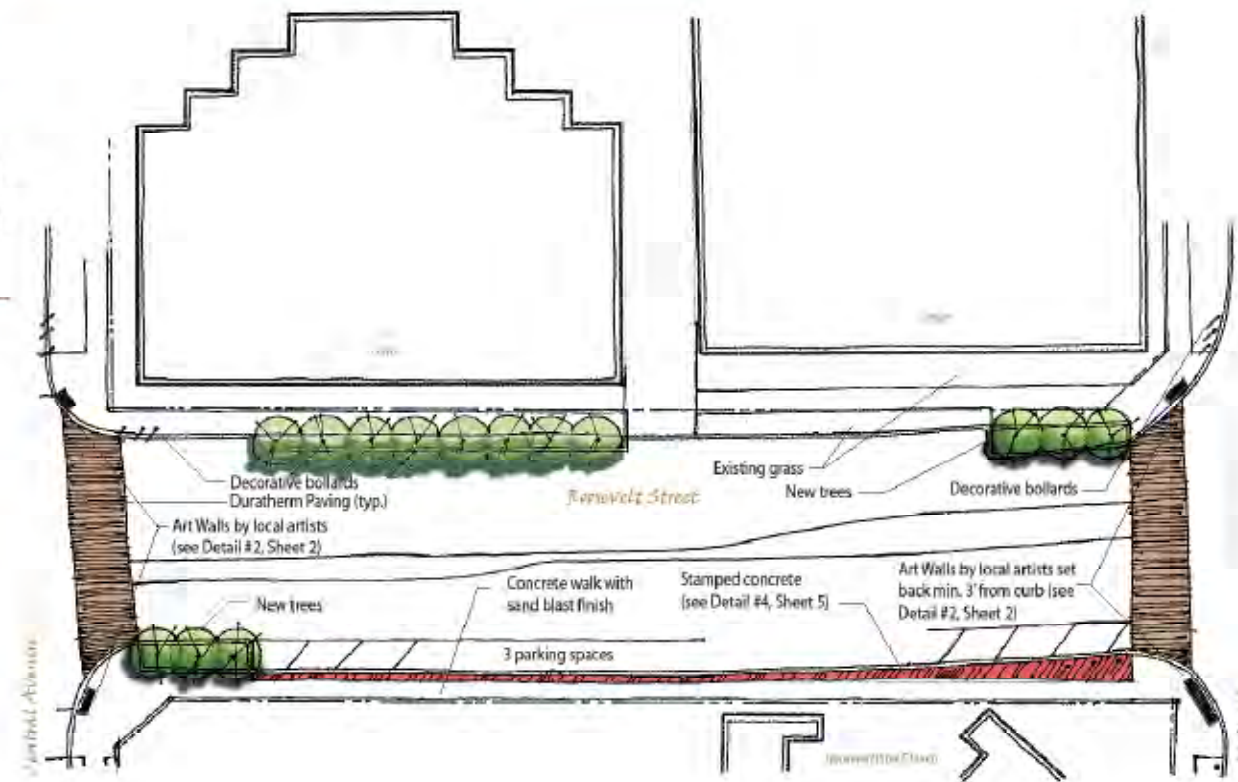 Decorative bollards
Duratherm Paving (typ.)
Art Walls by local artists
(see Detail #2, Sheet 2)
New trees
Roosevelt Street
Existing grass
New trees
Decorative bollards
Concrete walk with
sand blast finish
Stamped concrete
(see Detail #4, Sheet 5)
Art Walls by local artists set
back min. 3' from curb (see
Detail #2, Sheet 2)
3 parking spaces
Avenue